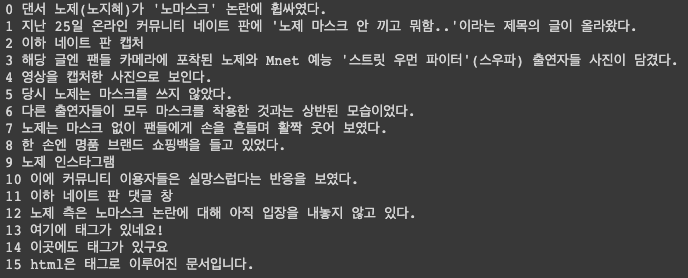 0 댄서 노제(노지혜)가 '노마스크' 논란에 휩싸였다.
1 지난 25일 온라인 커뮤니티 네이트 판에 '노제 마스크 안 끼고 뭐함..'이라는 제목의 글이 올라왔다.
2 이하 네이트 판 캡처
3 해당 글엔 팬들 카메라에 포착된 노제와 Mnet 예능 '스트릿 우먼 파이터'(스우파) 출연자들 사진이 담겼다.
4 영상을 캡처한 사진으로 보인다.
5 당시 노제는 마스크를 쓰지 않았다.
6 다른 출연자들이 모두 마스크를 착용한 것과는 상반된 모습이었다.
7 노제는 마스크 없이 팬들에게 손을 흔들며 활짝 웃어 보였다.
8 한 손엔 명품 브랜드 쇼핑백을 들고 있었다.
9 노제 인스타그램
10 이에 커뮤니티 이용자들은 실망스럽다는 반응을 보였다.
11 이하 네이트 판 댓글 창
12 노제 측은 노마스크 논란에 대해 아직 입장을 내놓지 않고 있다.
13 여기에 태그가 있네요!
14 이곳에도 태그가 있구요
15 html은 태그로 이루어진 문서입니다.